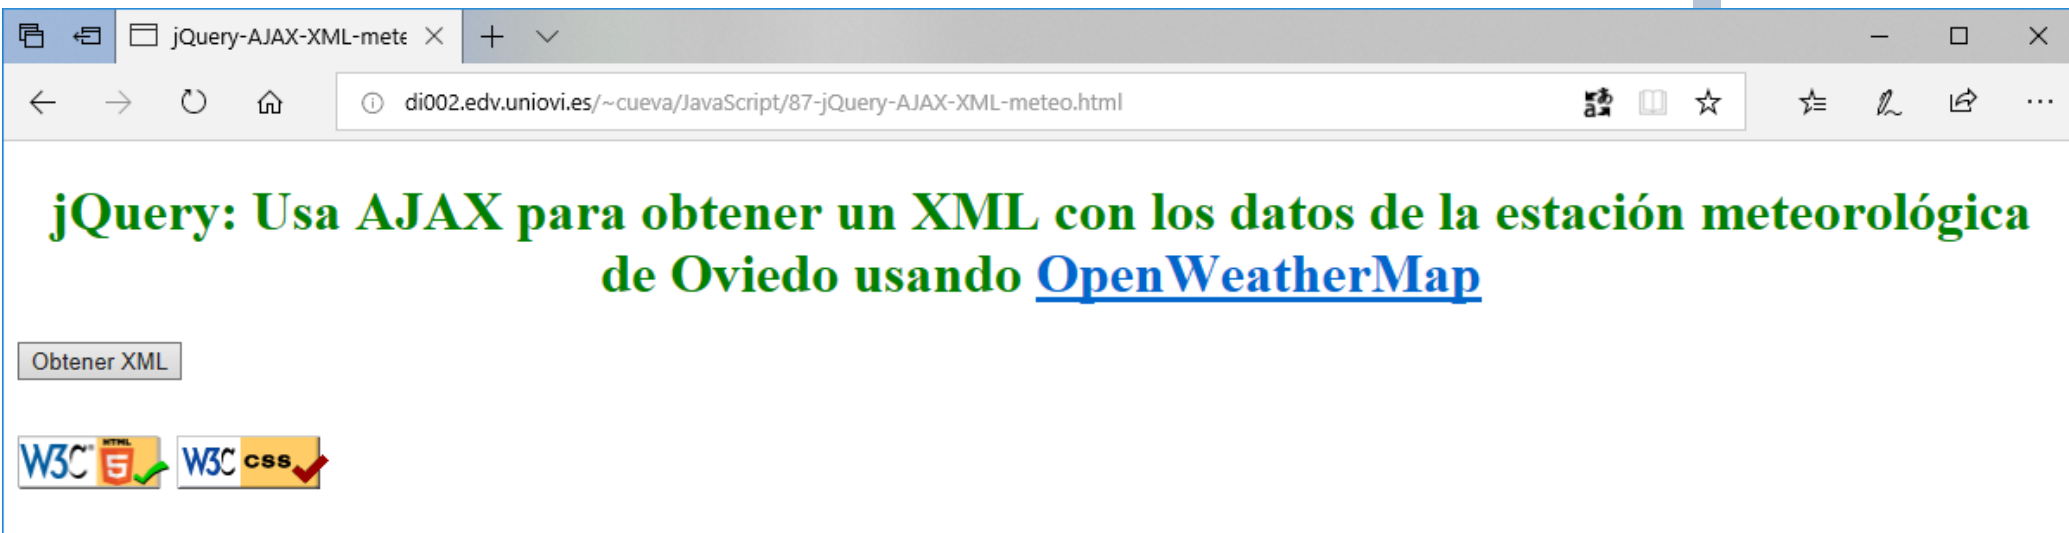 jQuery-AJAX-XML-mete
di002.edv.uniovi.es/~cueva/JavaScript/87-jQuery-AJAX-XML-meteo.html
jQuery: Usa AJAX para obtener un XML con los datos de la estación meteorológica
de Oviedo usando OpenWeatherMap
Obtener XML
W3C HTML 5 W3C css